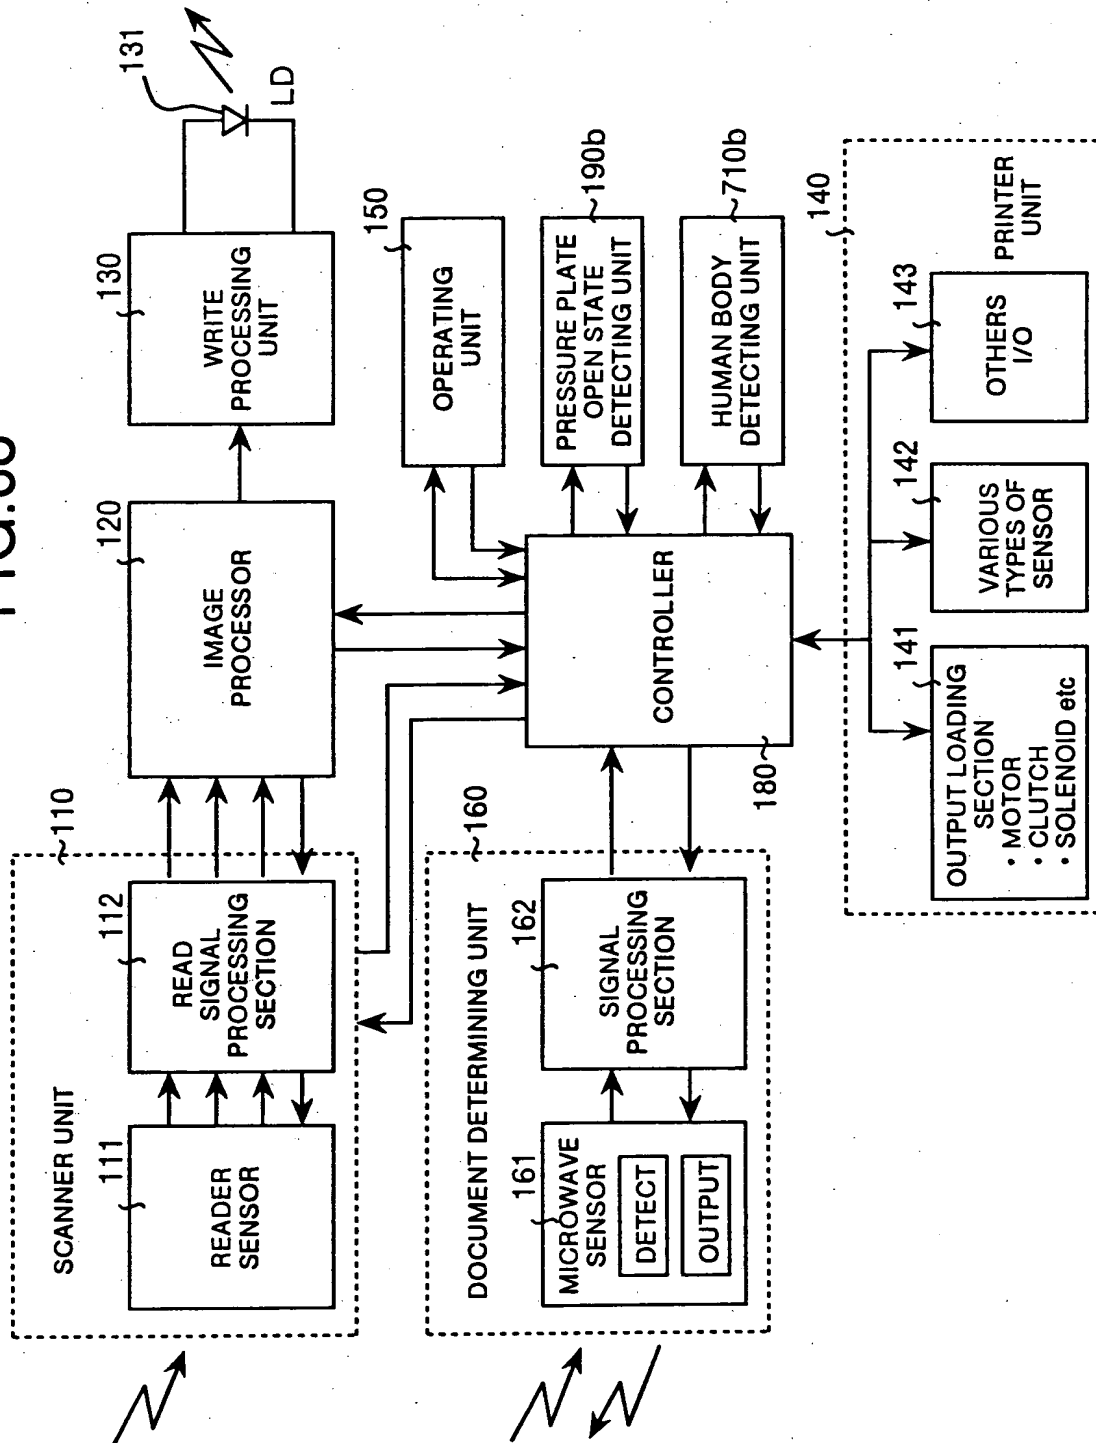 110
SCANNER UNIT
111
READER
SENSOR
112
READ
SIGNAL
PROCESSING
SECTION
120
IMAGE
PROCESSOR
130
WRITE
PROCESSING
UNIT
131
LD
160
DOCUMENT DETERMINING UNIT
161
MICROWAVE
SENSOR
DETECT
OUTPUT
162
SIGNAL
PROCESSING
SECTION
180
CONTROLLER
150
OPERATING
UNIT
190b
PRESSURE PLATE
OPEN STATE
DETECTING UNIT
710b
HUMAN BODY
DETECTING UNIT
140
PRINTER
UNIT
141
OUTPUT LOADING
SECTION
· MOTOR
· CLUTCH
· SOLENOID etc
142
VARIOUS
TYPES OF
SENSOR
143
OTHERS
I/O